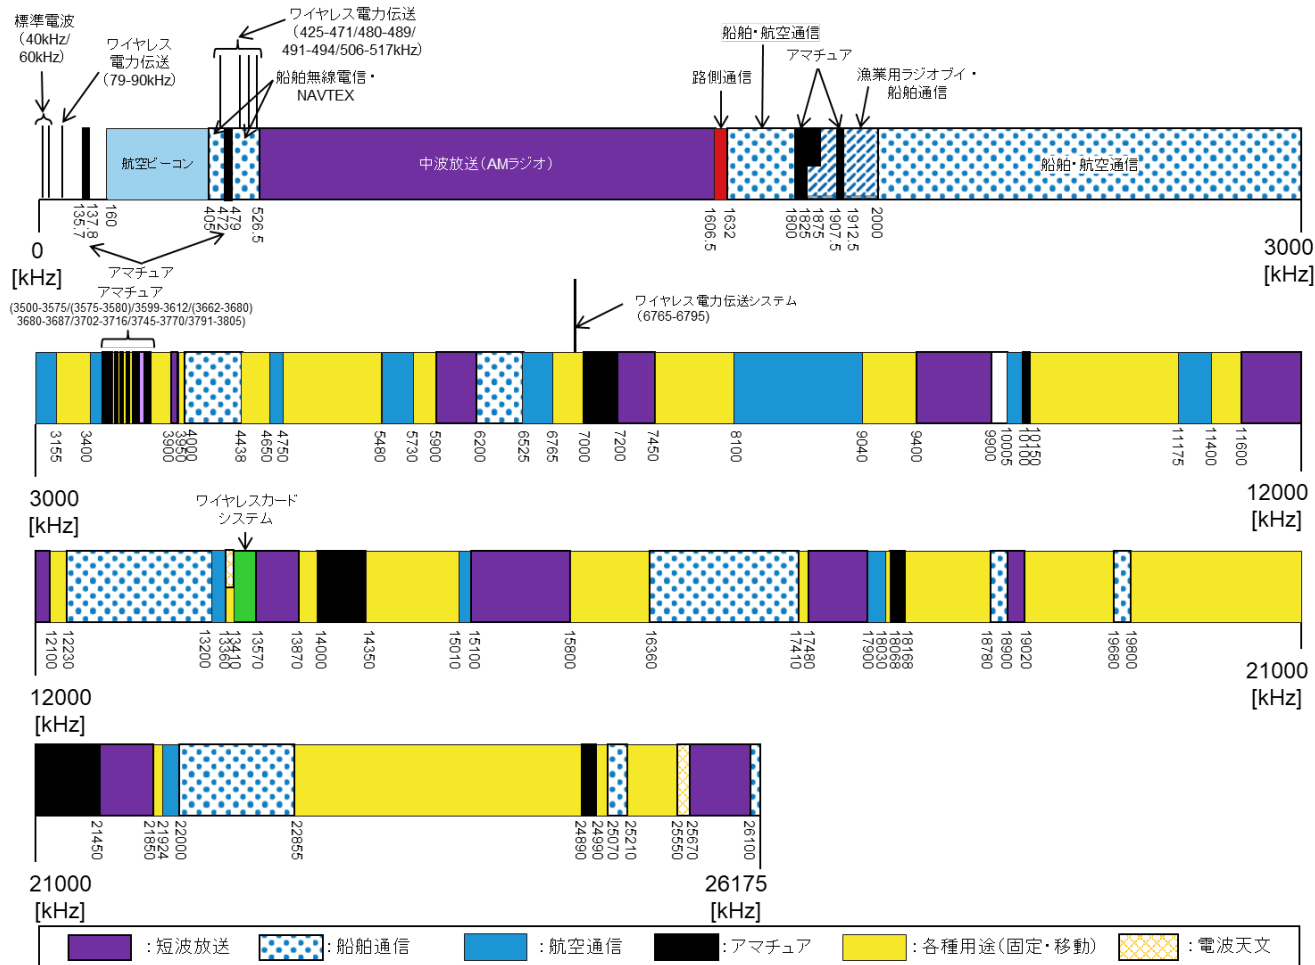 標準電波
(40kHz/
60kHz)
ワイヤレス
電力伝送
(79-90kHz)
ワイヤレス電力伝送
(425-471/480-489/
491-494/506-517kHz)
船舶無線電信・
NAVTEX
路側通信
船舶・航空通信
アマチュア
漁業用ラジオブイ・
船舶通信
航空ビーコン
中波放送(AMラジオ)
船舶・航空通信
135.7
137.8
160
405
472
479
526.5
1606.5
1632
1800
1825
1875
1907.5
1912.5
2000
0
[kHz]
3000
[kHz]
アマチュア
アマチュア
(3500-3575/(3575-3580)/3599-3612/(3662-3680)
3680-3687/3702-3716/3745-3770/3791-3805)
ワイヤレス電力伝送システム
(6765-6795)
3155
3400
3900
3950
4000
4438
4650
4750
5480
5730
5900
6200
6525
6765
7000
7200
7450
8100
9040
9400
9900
10005
10100
10150
11175
11400
11600
3000
[kHz]
12000
[kHz]
ワイヤレスカード
システム
12100
12230
13200
13360
13410
13570
13870
14000
14350
15010
15100
15800
16360
17410
17480
17900
18030
18068
18168
18780
18900
19020
19680
19800
12000
[kHz]
21000
[kHz]
21450
21850
21924
22000
22855
24890
24990
25070
25210
25550
25670
26100
21000
[kHz]
26175
[kHz]
:短波放送
:船舶通信
:航空通信
:アマチュア
:各種用途(固定・移動)
:電波天文